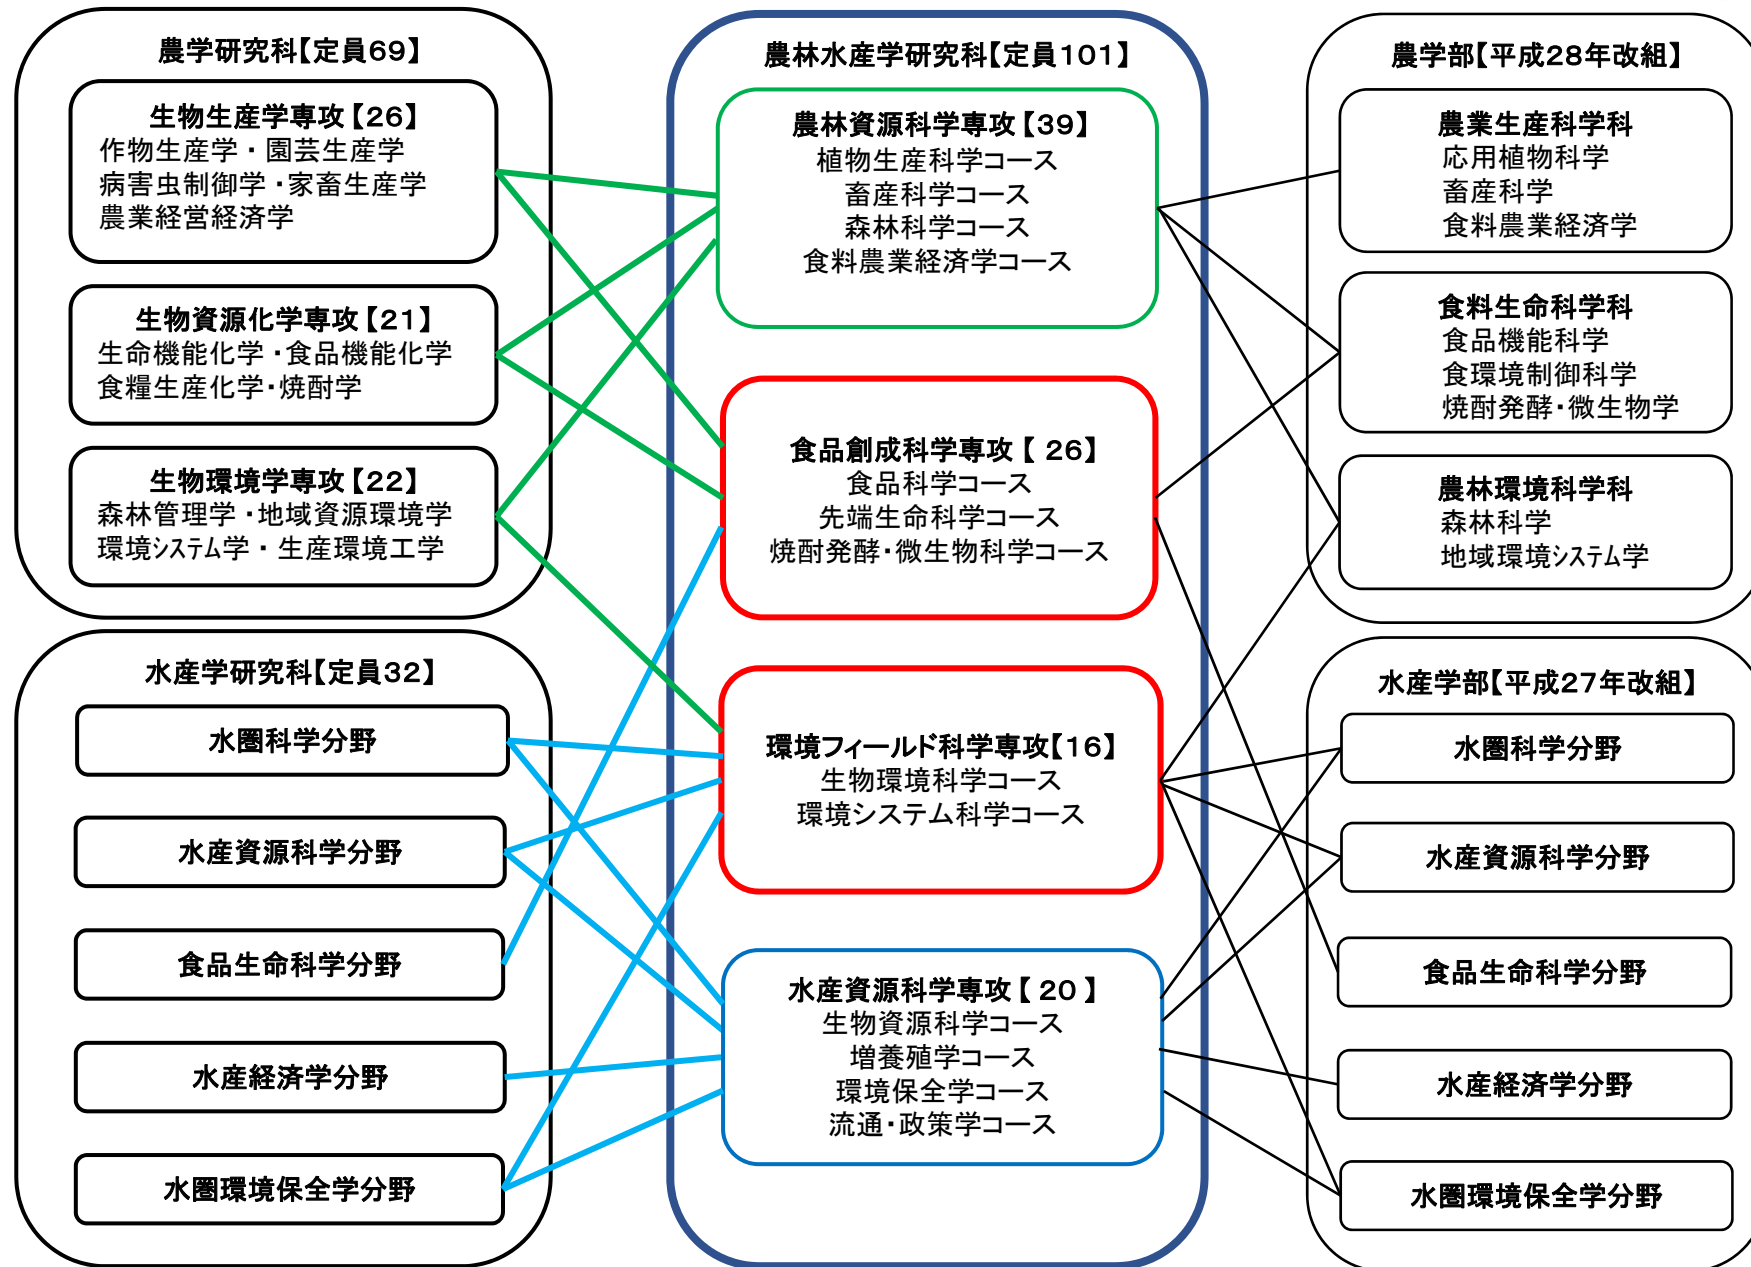 農学研究科【定員69】
生物生産学専攻【26】
作物生産学・園芸生産学
病害虫制御学・家畜生産学
農業経営経済学
生物資源化学専攻【21】
生命機能化学・食品機能化学
食糧生産化学・焼酎学
生物環境学専攻【22】
森林管理学・地域資源環境学
環境システム学・生産環境工学
水産学研究科【定員32】
水圏科学分野
水産資源科学分野
食品生命科学分野
水産経済学分野
水圏環境保全学分野
農林水産学研究科【定員101】
農林資源科学専攻【39】
植物生産科学コース
畜産科学コース
森林科学コース
食料農業経済学コース
食品創成科学専攻【 26】
食品科学コース
先端生命科学コース
焼酎発酵・微生物科学コース
環境フィールド科学専攻【16】
生物環境科学コース
環境システム科学コース
水産資源科学専攻【 20 】
生物資源科学コース
増養殖学コース
環境保全学コース
流通・政策学コース
農学部【平成28年改組】
農業生産科学科
応用植物科学
畜産科学
食料農業経済学
食料生命科学科
食品機能科学
食環境制御科学
焼酎発酵・微生物学
農林環境科学科
森林科学
地域環境システム学
水産学部【平成27年改組】
水圏科学分野
水産資源科学分野
食品生命科学分野
水産経済学分野
水圏環境保全学分野